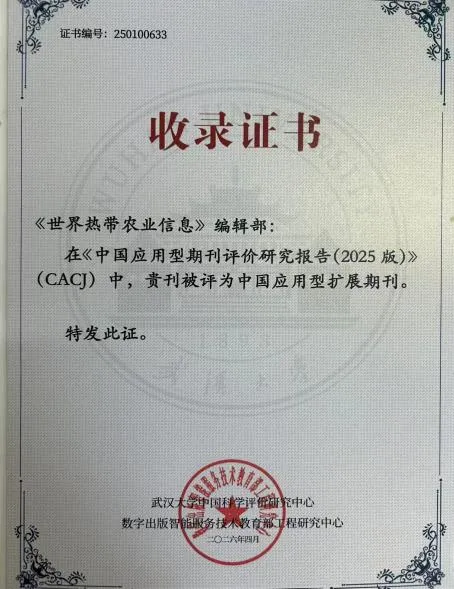 证书编号：250100633
收录证书
《世界热带农业信息》编辑部：
在《中国应用型期刊评价研究报告(2025 版)》
（CACJ）中，贵刊被评为中国应用型扩展期刊。
特发此证。
武汉大学中国科学评价研究中心
数字出版智能服务技术教育部工程研究中心
二〇二六年四月